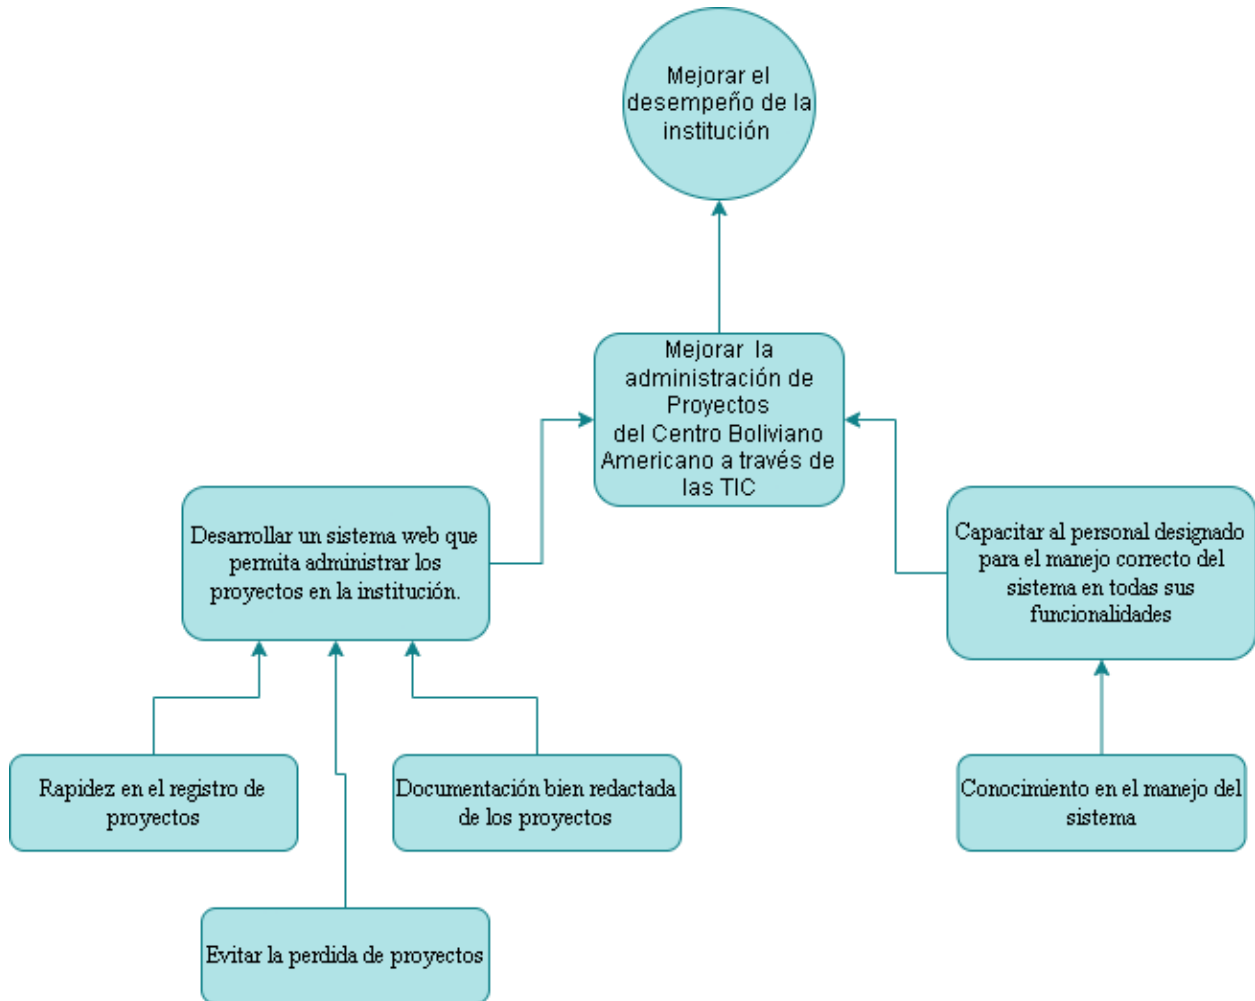 Mejorar el
desempeño de la
institución
Mejorar la
administración de
Proyectos
del Centro Boliviano
Americano a través de
las TIC
Desarrollar un sistema web que
permita administrar los
proyectos en la institución.
Capacitar al personal designado
para el manejo correcto del
sistema en todas sus
funcionalidades
Rapidez en el registro de
proyectos
Documentación bien redactada
de los proyectos
Conocimiento en el manejo del
sistema
Evitar la perdida de proyectos